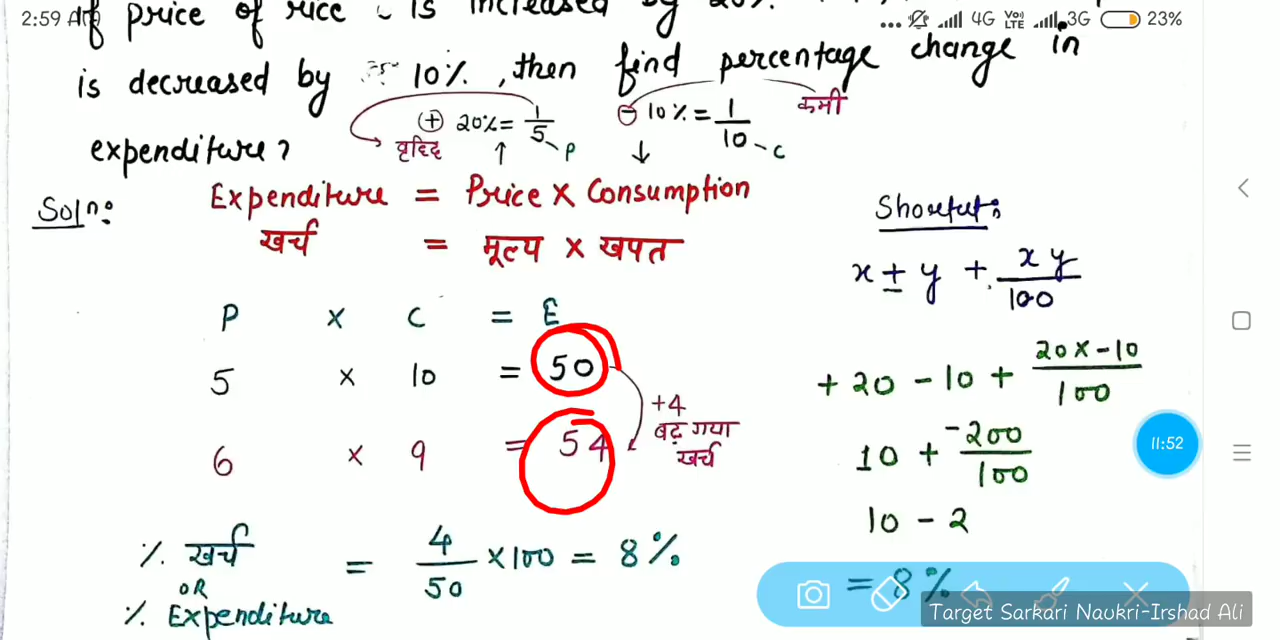 2:59 AM 4G VoLTE 3G 23%
If price of rice is increased by 20%
is decreased by 10%, then find percentage change in
expenditure?
⊕ 20% = 1/5 P
⊖ 10% = 1/10 C
वृद्धि ↑ ↓ कमी
Soln:
Expenditure = Price × Consumption
खर्च = मूल्य × खपत
P × C = E
5 × 10 = 50
6 × 9 = 54
+4
बढ़ गया
खर्च
% खर्च = 4/50 × 100 = 8%
OR
% Expenditure
Shortcut:
x ± y + xy/100
+20 - 10 + 20 x -10/100
10 + -200/100
10 - 2
= 8%
11:52
Target Sarkari Naukri-Irshad Ali